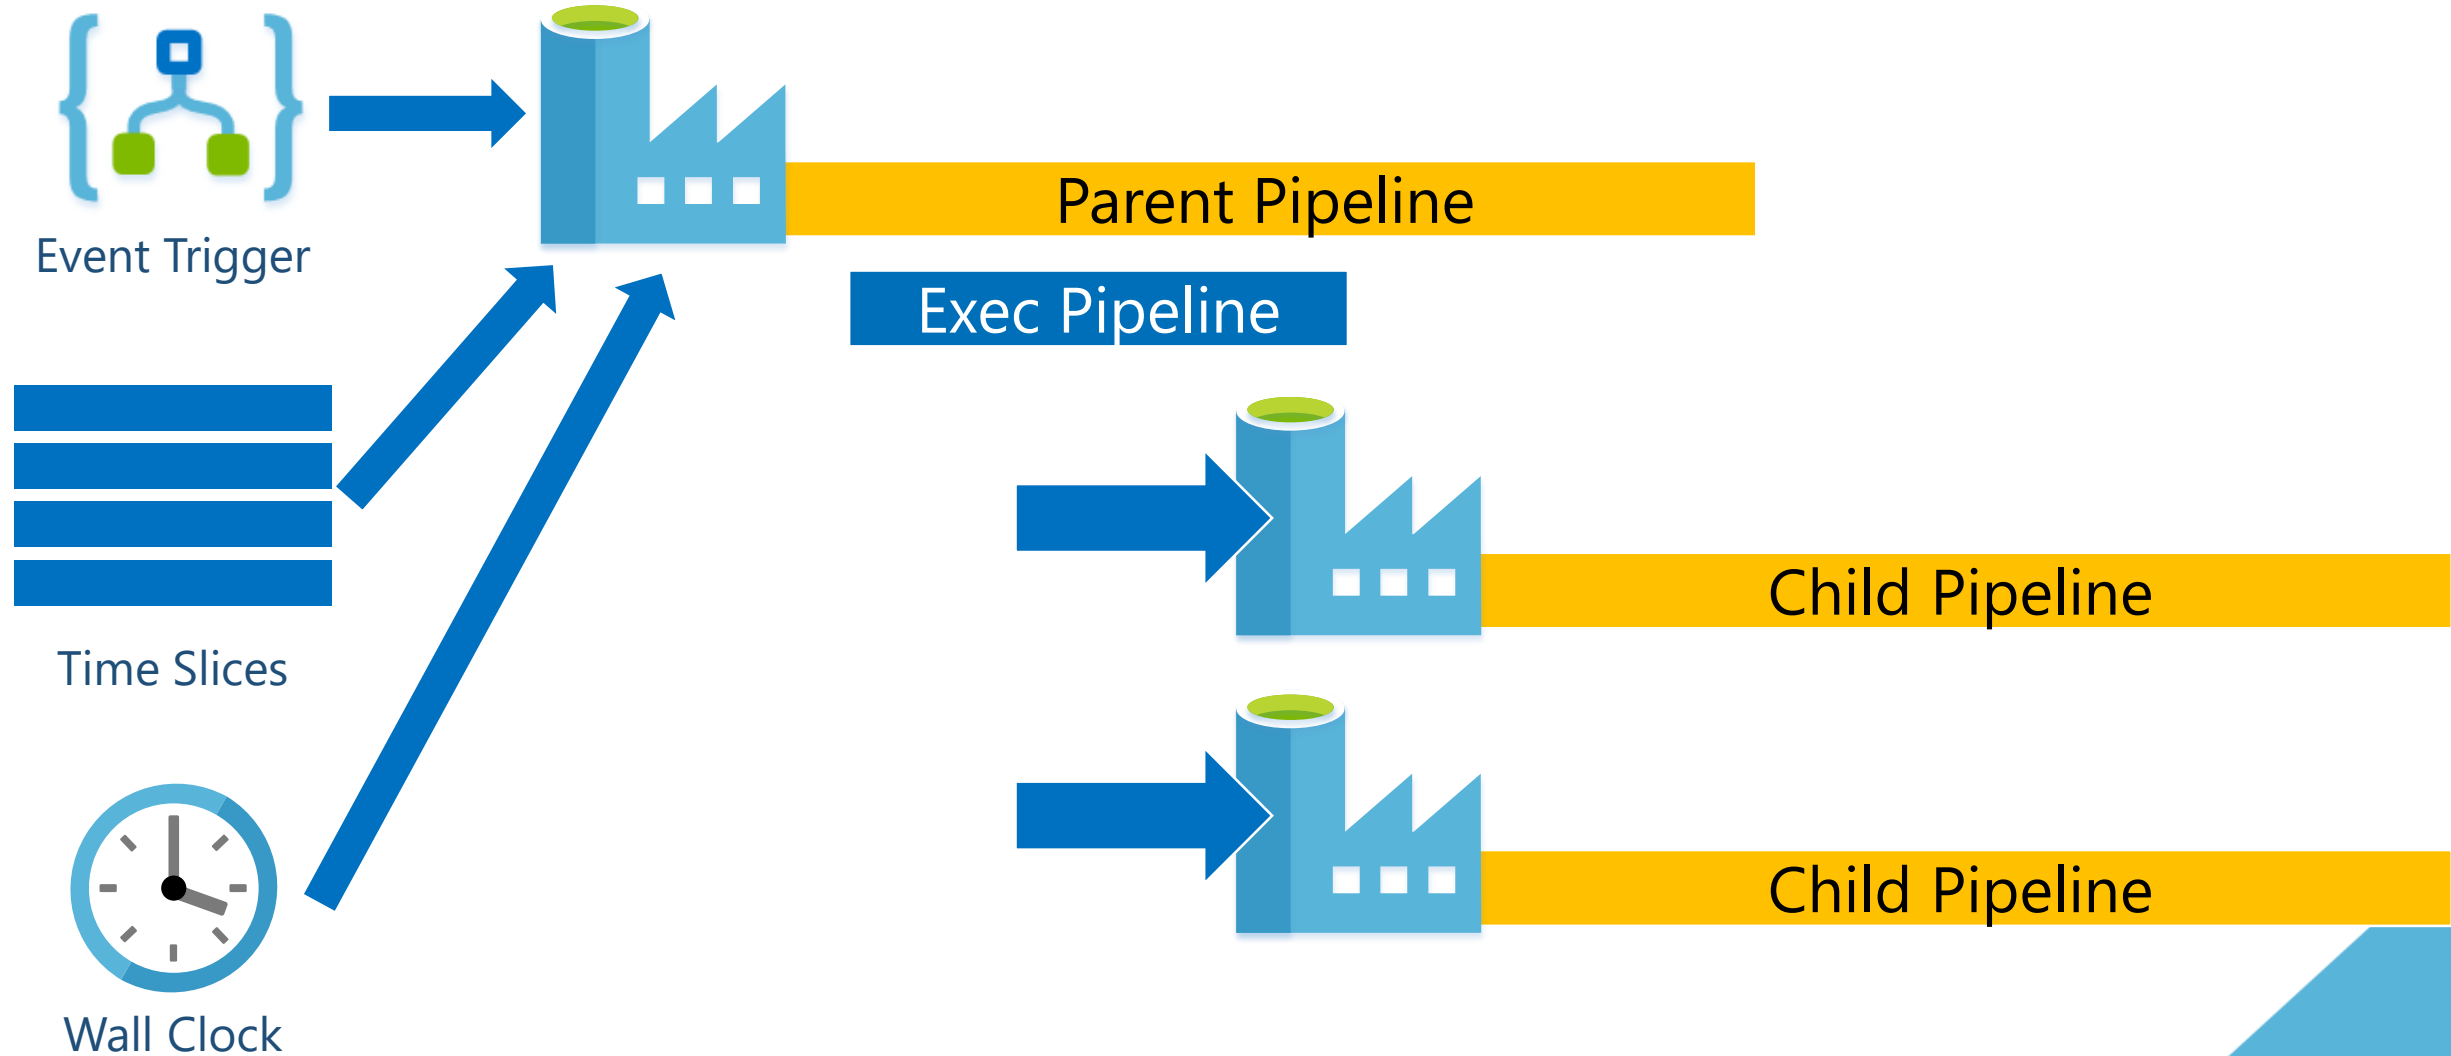 Event Trigger
Parent Pipeline
Exec Pipeline
Time Slices
Child Pipeline
Child Pipeline
Wall Clock